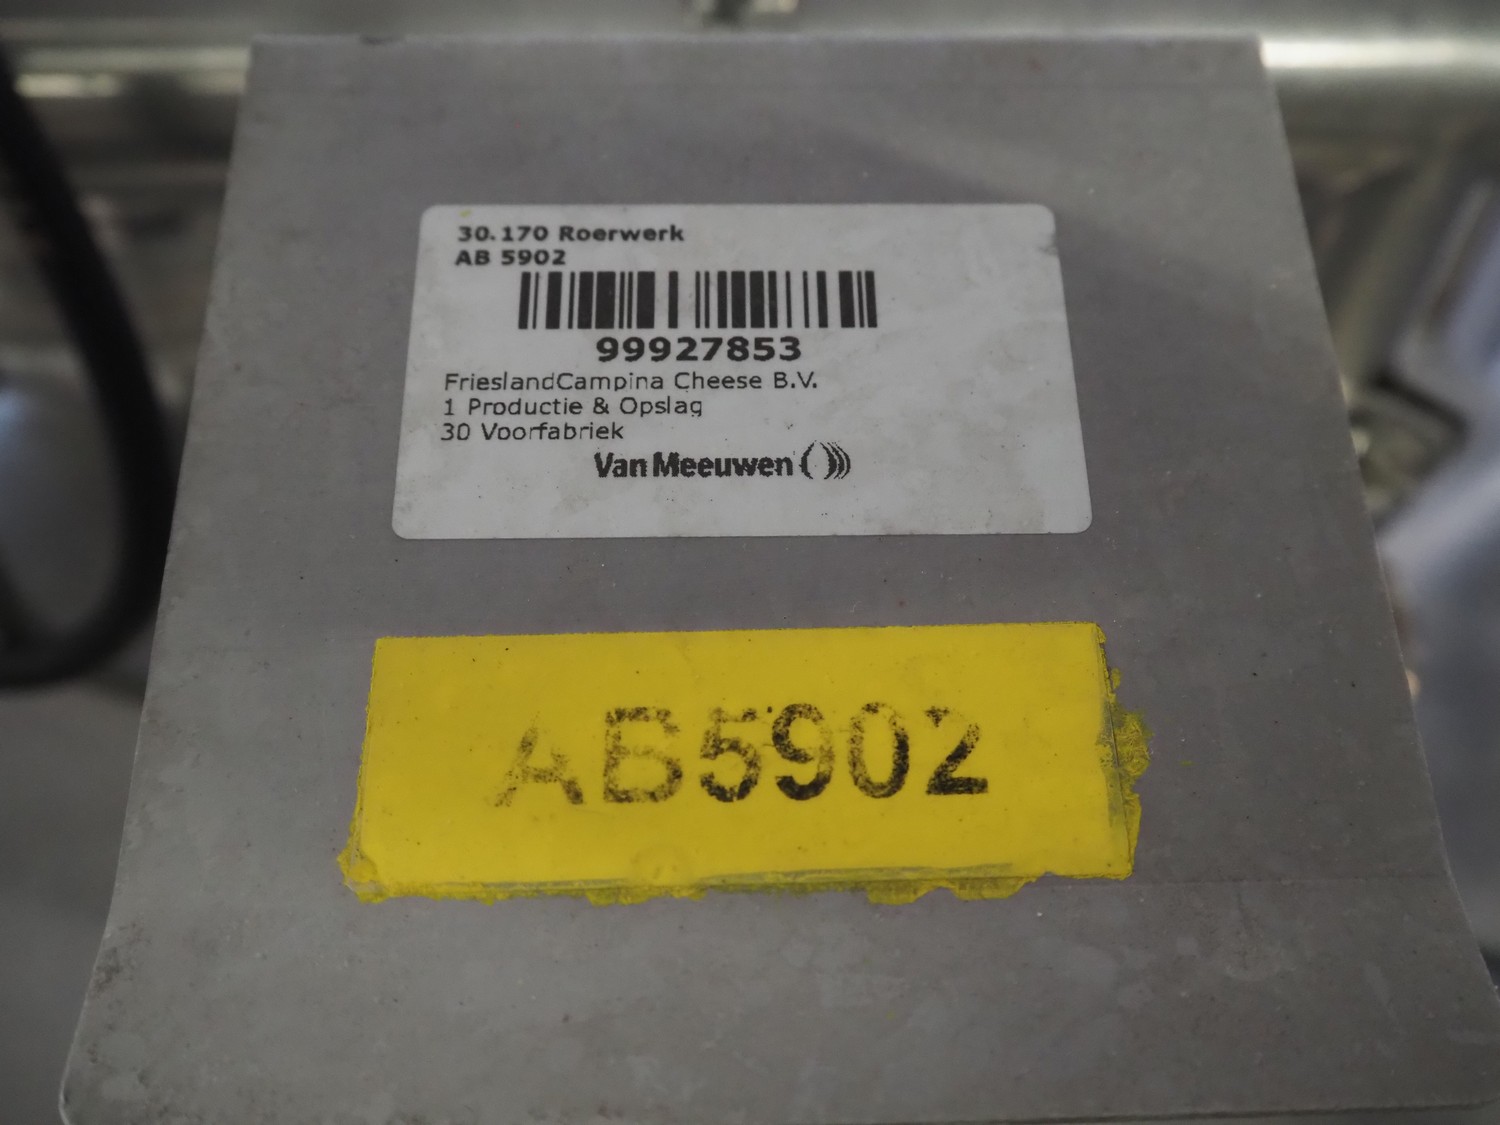 30.170 Roerwerk
AB 5902
99927853
FrieslandCampina Cheese B.V.
1 Productie & Opslag
30 Voorfabriek
Van Meeuwen
AB5902